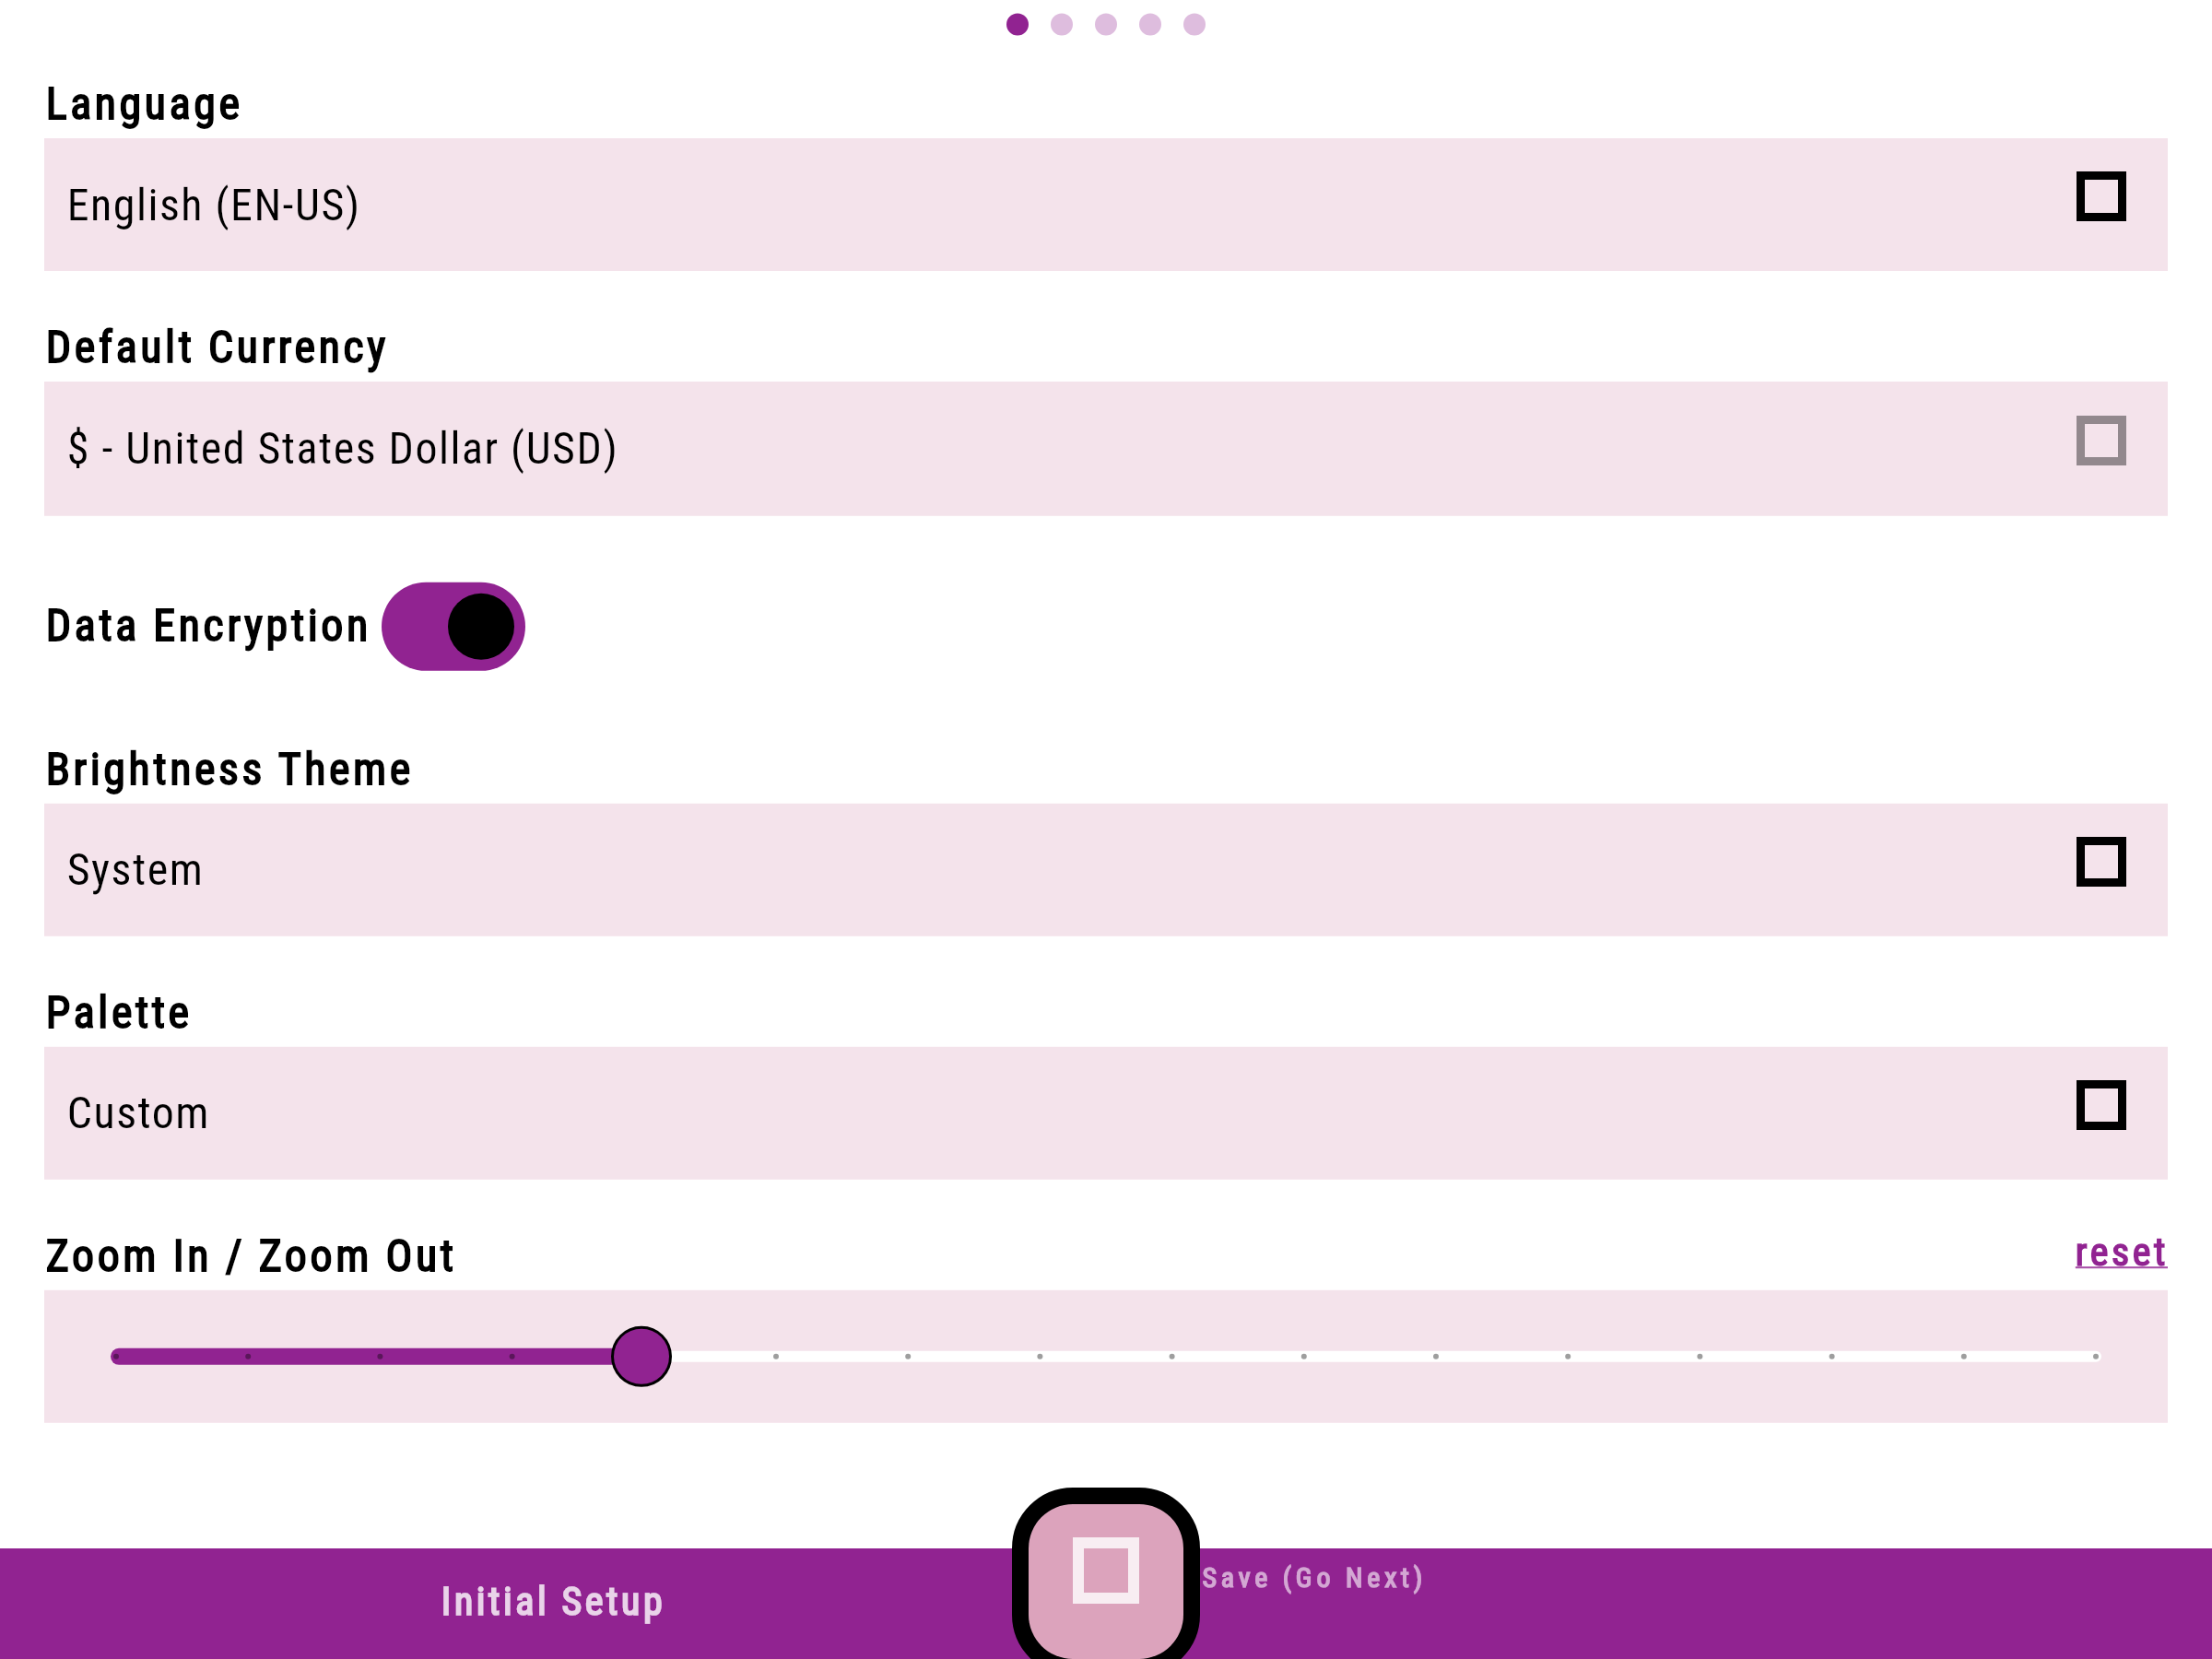 Language
English (EN-US)
Default Currency
$ - United States Dollar (USD)
Data Encryption
Brightness Theme
System
Palette
Custom
Zoom In / Zoom Out
reset
Initial Setup
Save (Go Next)